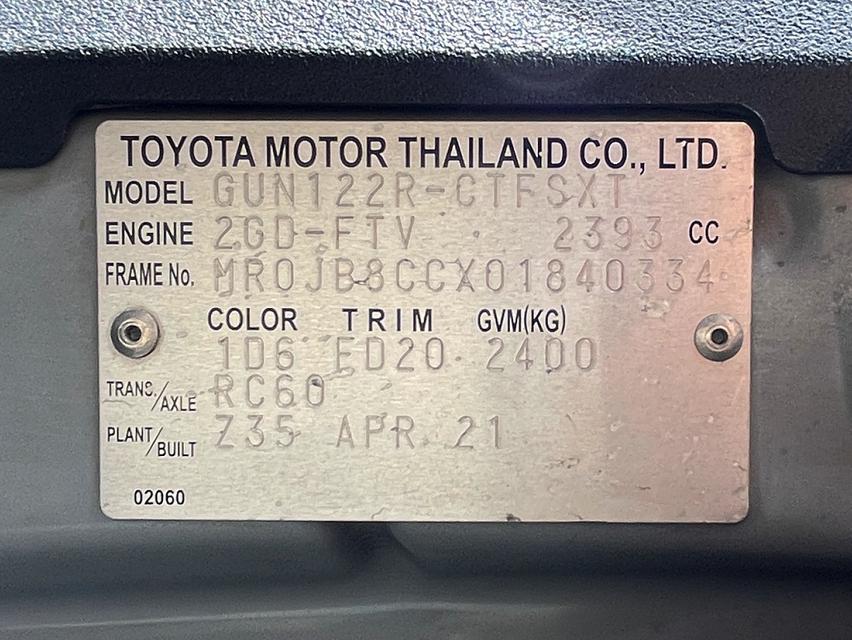 TOYOTA MOTOR THAILAND CO., LTD.
MODEL GUN122R-CTFSXT
ENGINE 2GD-FTV 2393 CC
FRAME No. MR0JB8CCX01840334
COLOR TRIM GVM(KG)
1D6 FD20 2400
TRANS./AXLE RC60
PLANT/BUILT Z35 APR. 21
02060